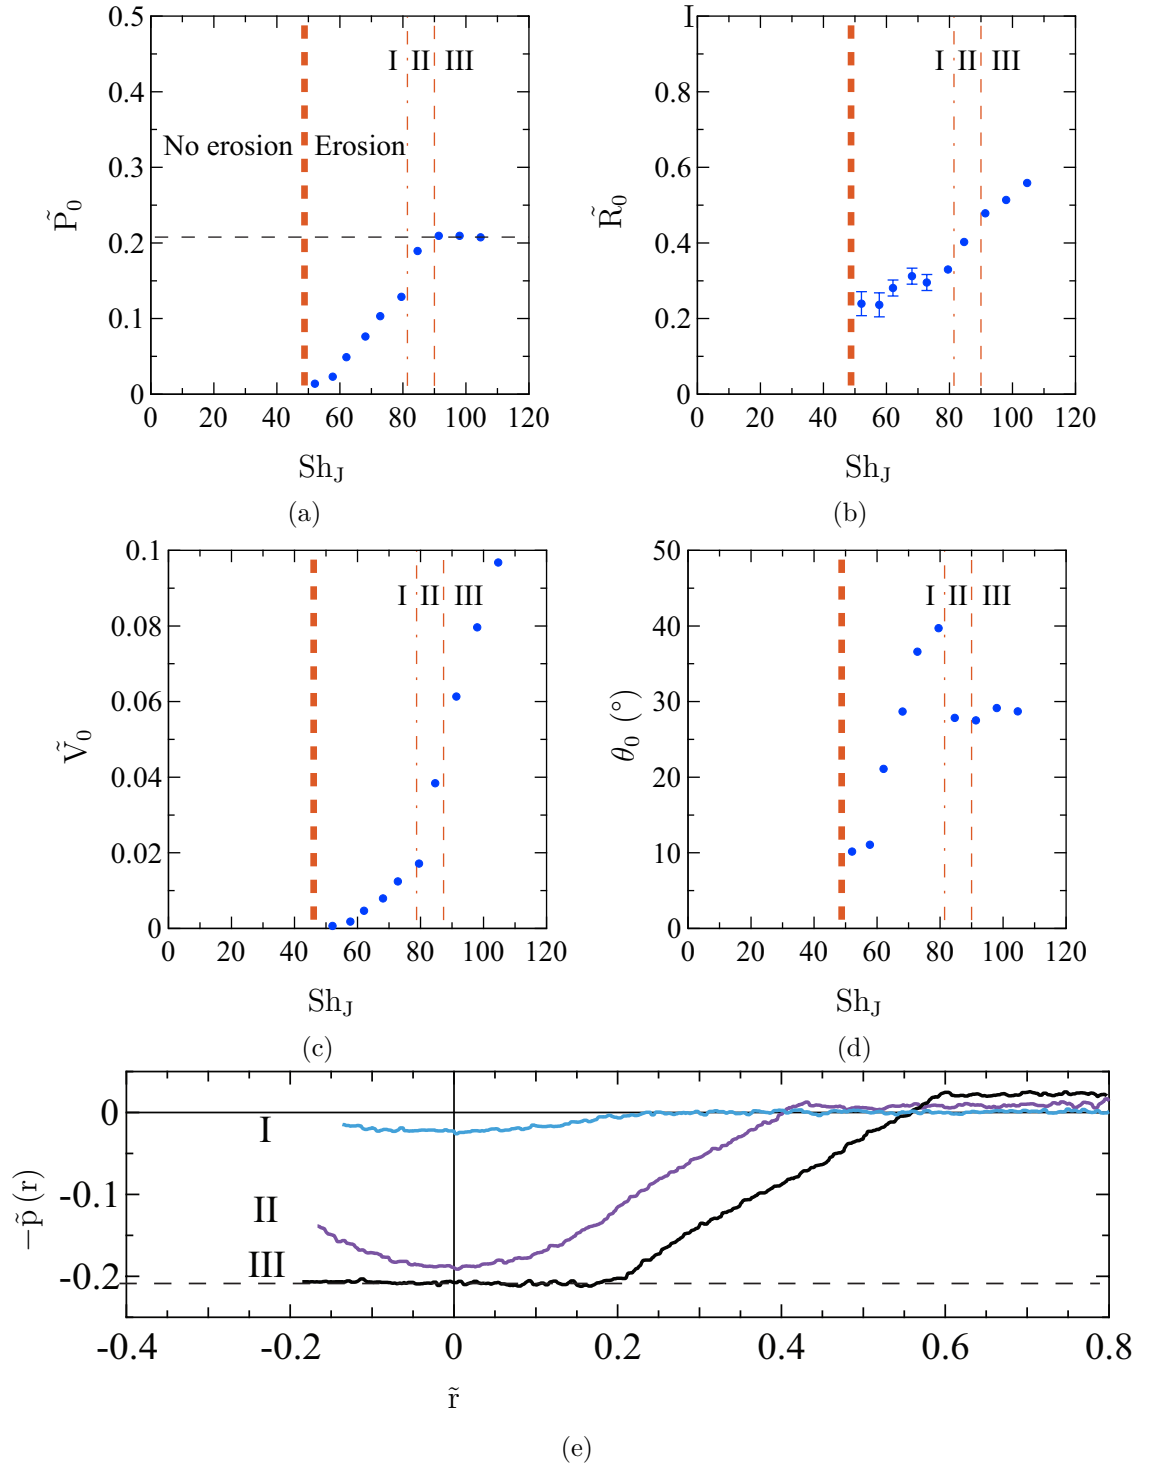 0.5
0.4
0.3
0.2
0.1
0
P̃₀
I II III
No erosion Erosion
0 20 40 60 80 100 120
Sh_J
(a)
I
0.8
0.6
0.4
0.2
0
R̃₀
I II III
0 20 40 60 80 100 120
Sh_J
(b)
0.1
0.08
0.06
0.04
0.02
0
Ṽ₀
I II III
0 20 40 60 80 100 120
Sh_J
(c)
50
40
30
20
10
0
θ₀ (°)
I II III
0 20 40 60 80 100 120
Sh_J
(d)
0
-0.1
-0.2
−p̃ (r)
I
II
III
-0.4 -0.2 0 0.2 0.4 0.6 0.8
r̃
(e)